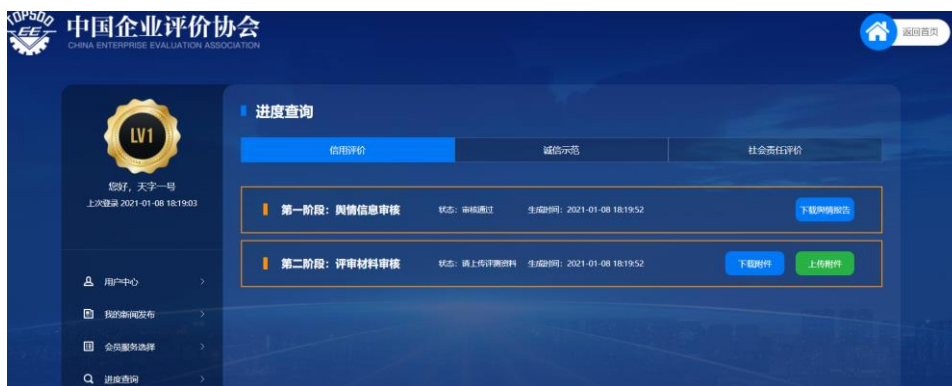 TOP500
EE
中国企业评价协会
CHINA ENTERPRISE EVALUATION ASSOCIATION
返回首页
LV1
您好，天字一号
上次登录 2021-01-08 18:19:03
用户中心
我的新闻发布
会员服务选择
进度查询
进度查询
信用评价 诚信示范 社会责任评价
第一阶段：舆情信息审核 状态：审核通过 生成时间：2021-01-08 18:19:52 下载舆情报告
第二阶段：评审材料审核 状态：请上传评测资料 生成时间：2021-01-08 18:19:52 下载附件 上传附件